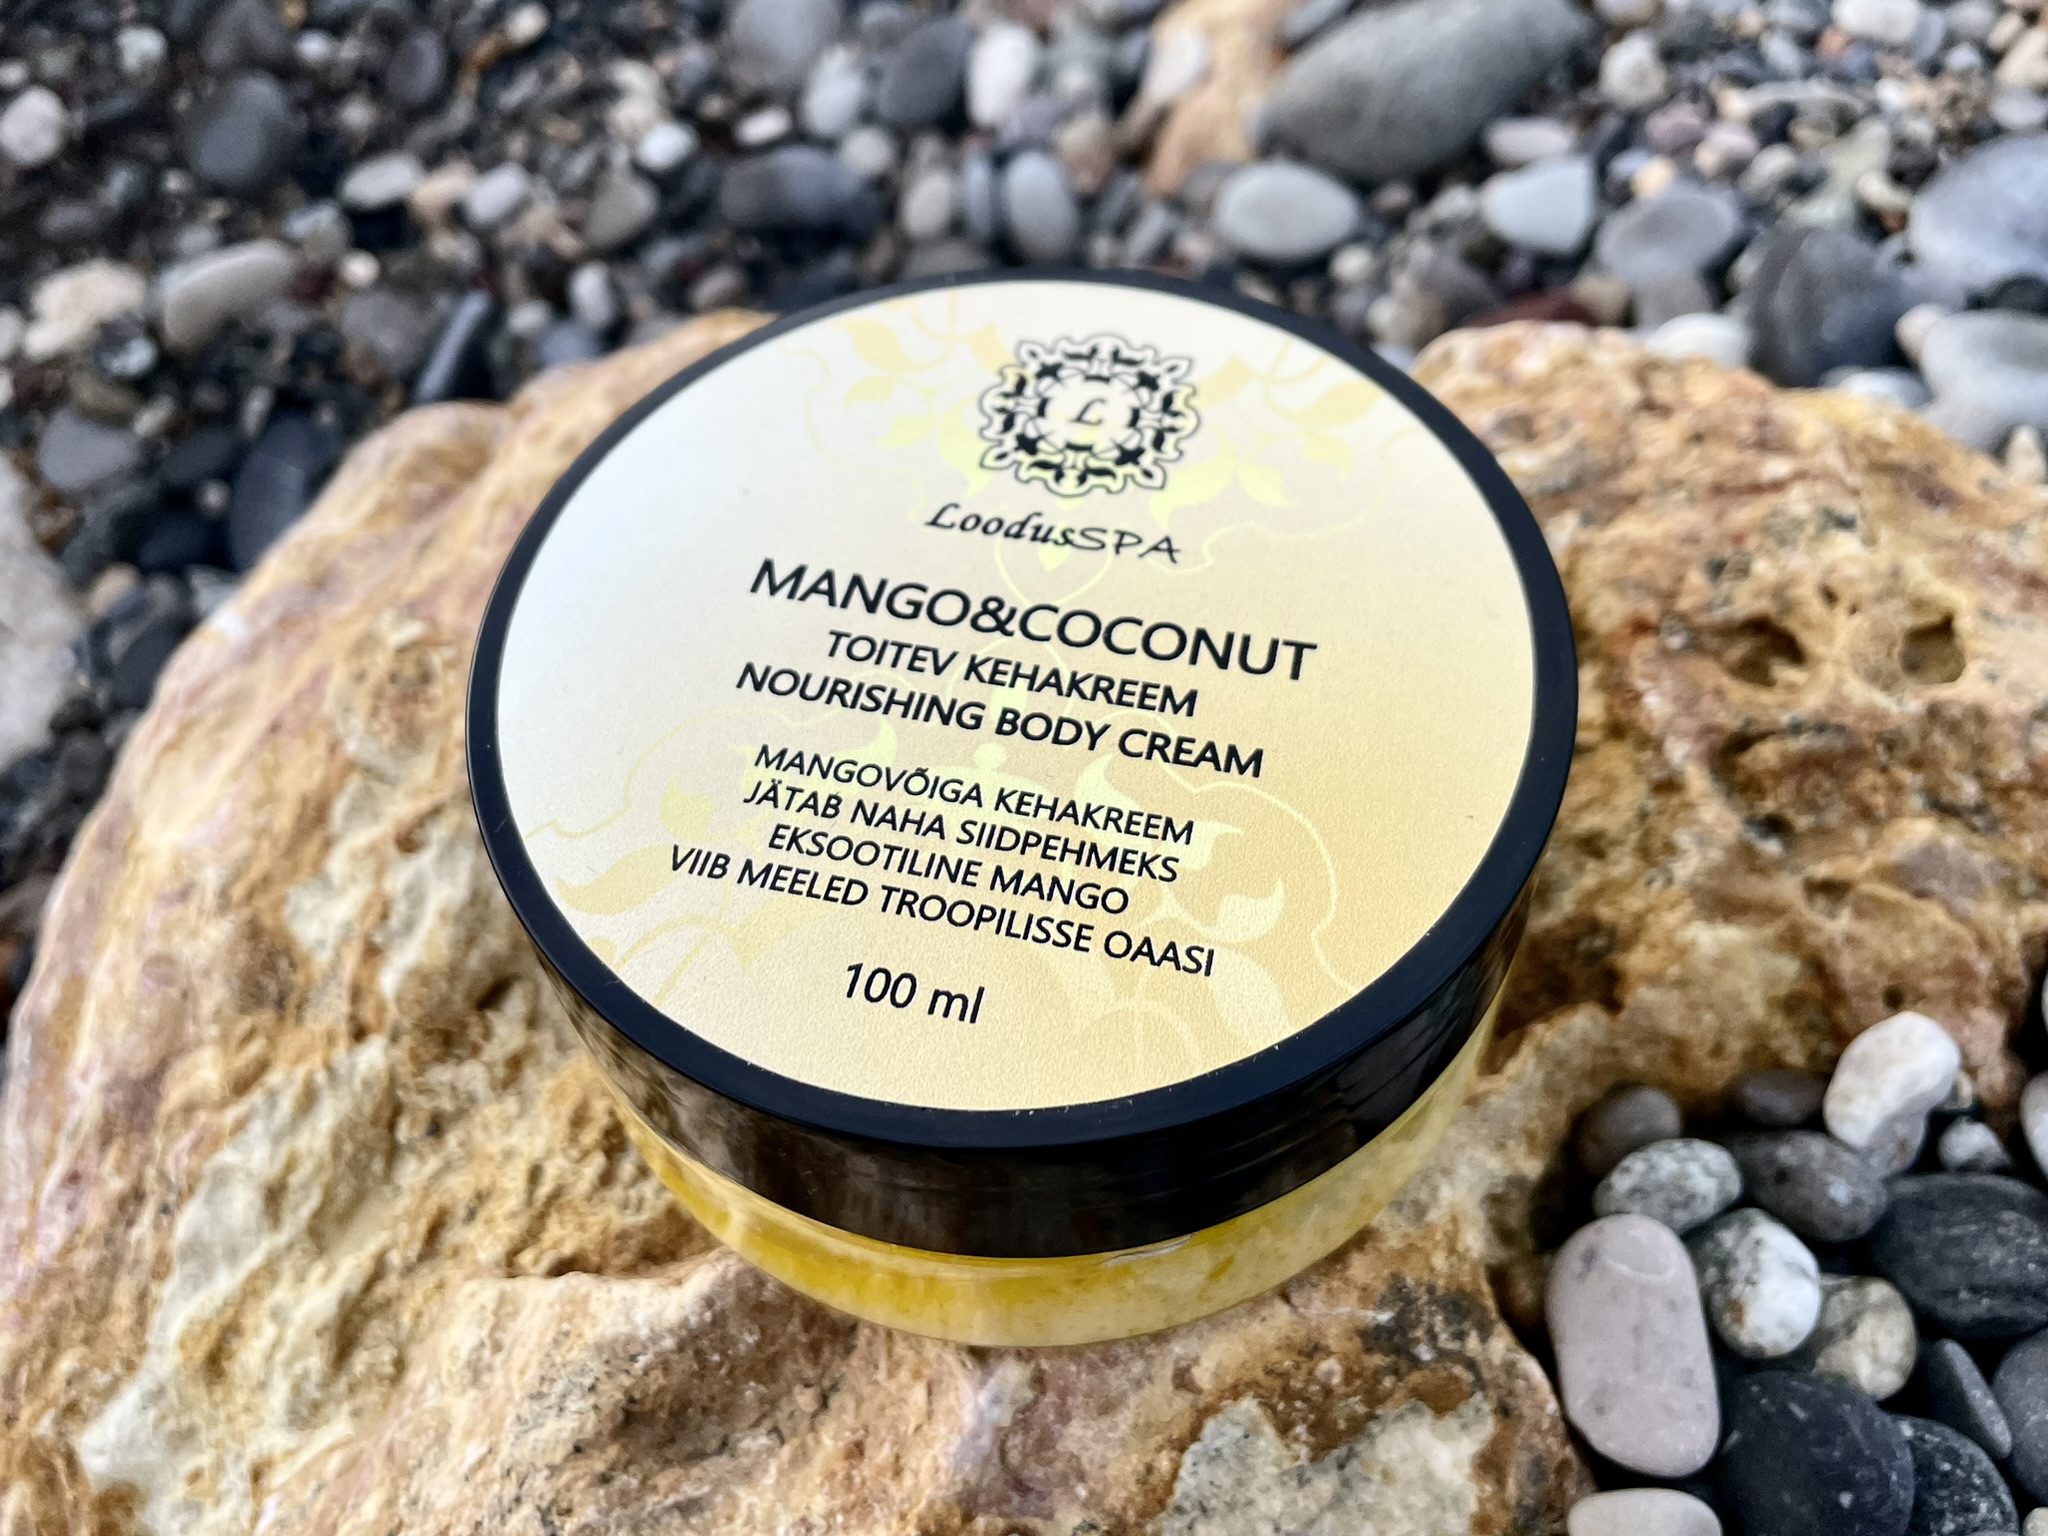 L
LoodusSPA
MANGO&COCONUT
TOITEV KEHAKREEM
NOURISHING BODY CREAM
MANGOVÕIGA KEHAKREEM
JÄTAB NAHA SIIDPEHMEKS
EKSOOTILINE MANGO
VIIB MEELED TROOPILISSE OAASI
100 ml